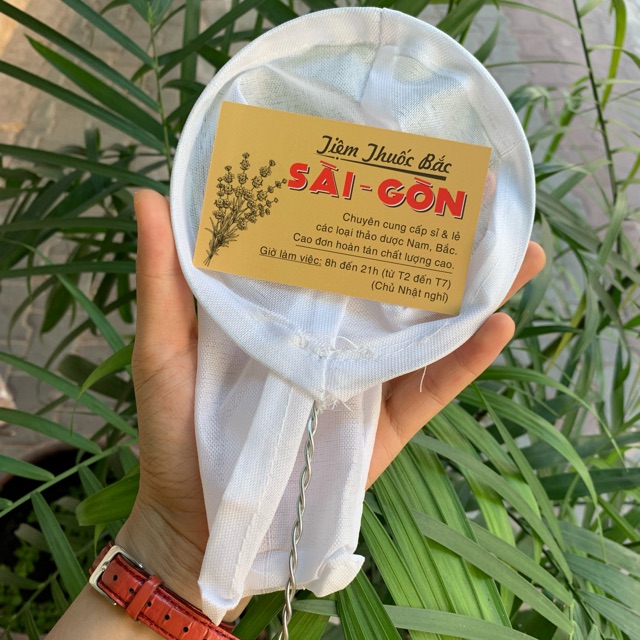 Tiệm Thuốc Bắc
SÀI-GÒN
Chuyên cung cấp sỉ & lẻ
các loại thảo dược Nam, Bắc.
Cao đơn hoàn tán chất lượng cao.
Giờ làm việc: 8h đến 21h (từ T2 đến T7)
(Chủ Nhật nghỉ)